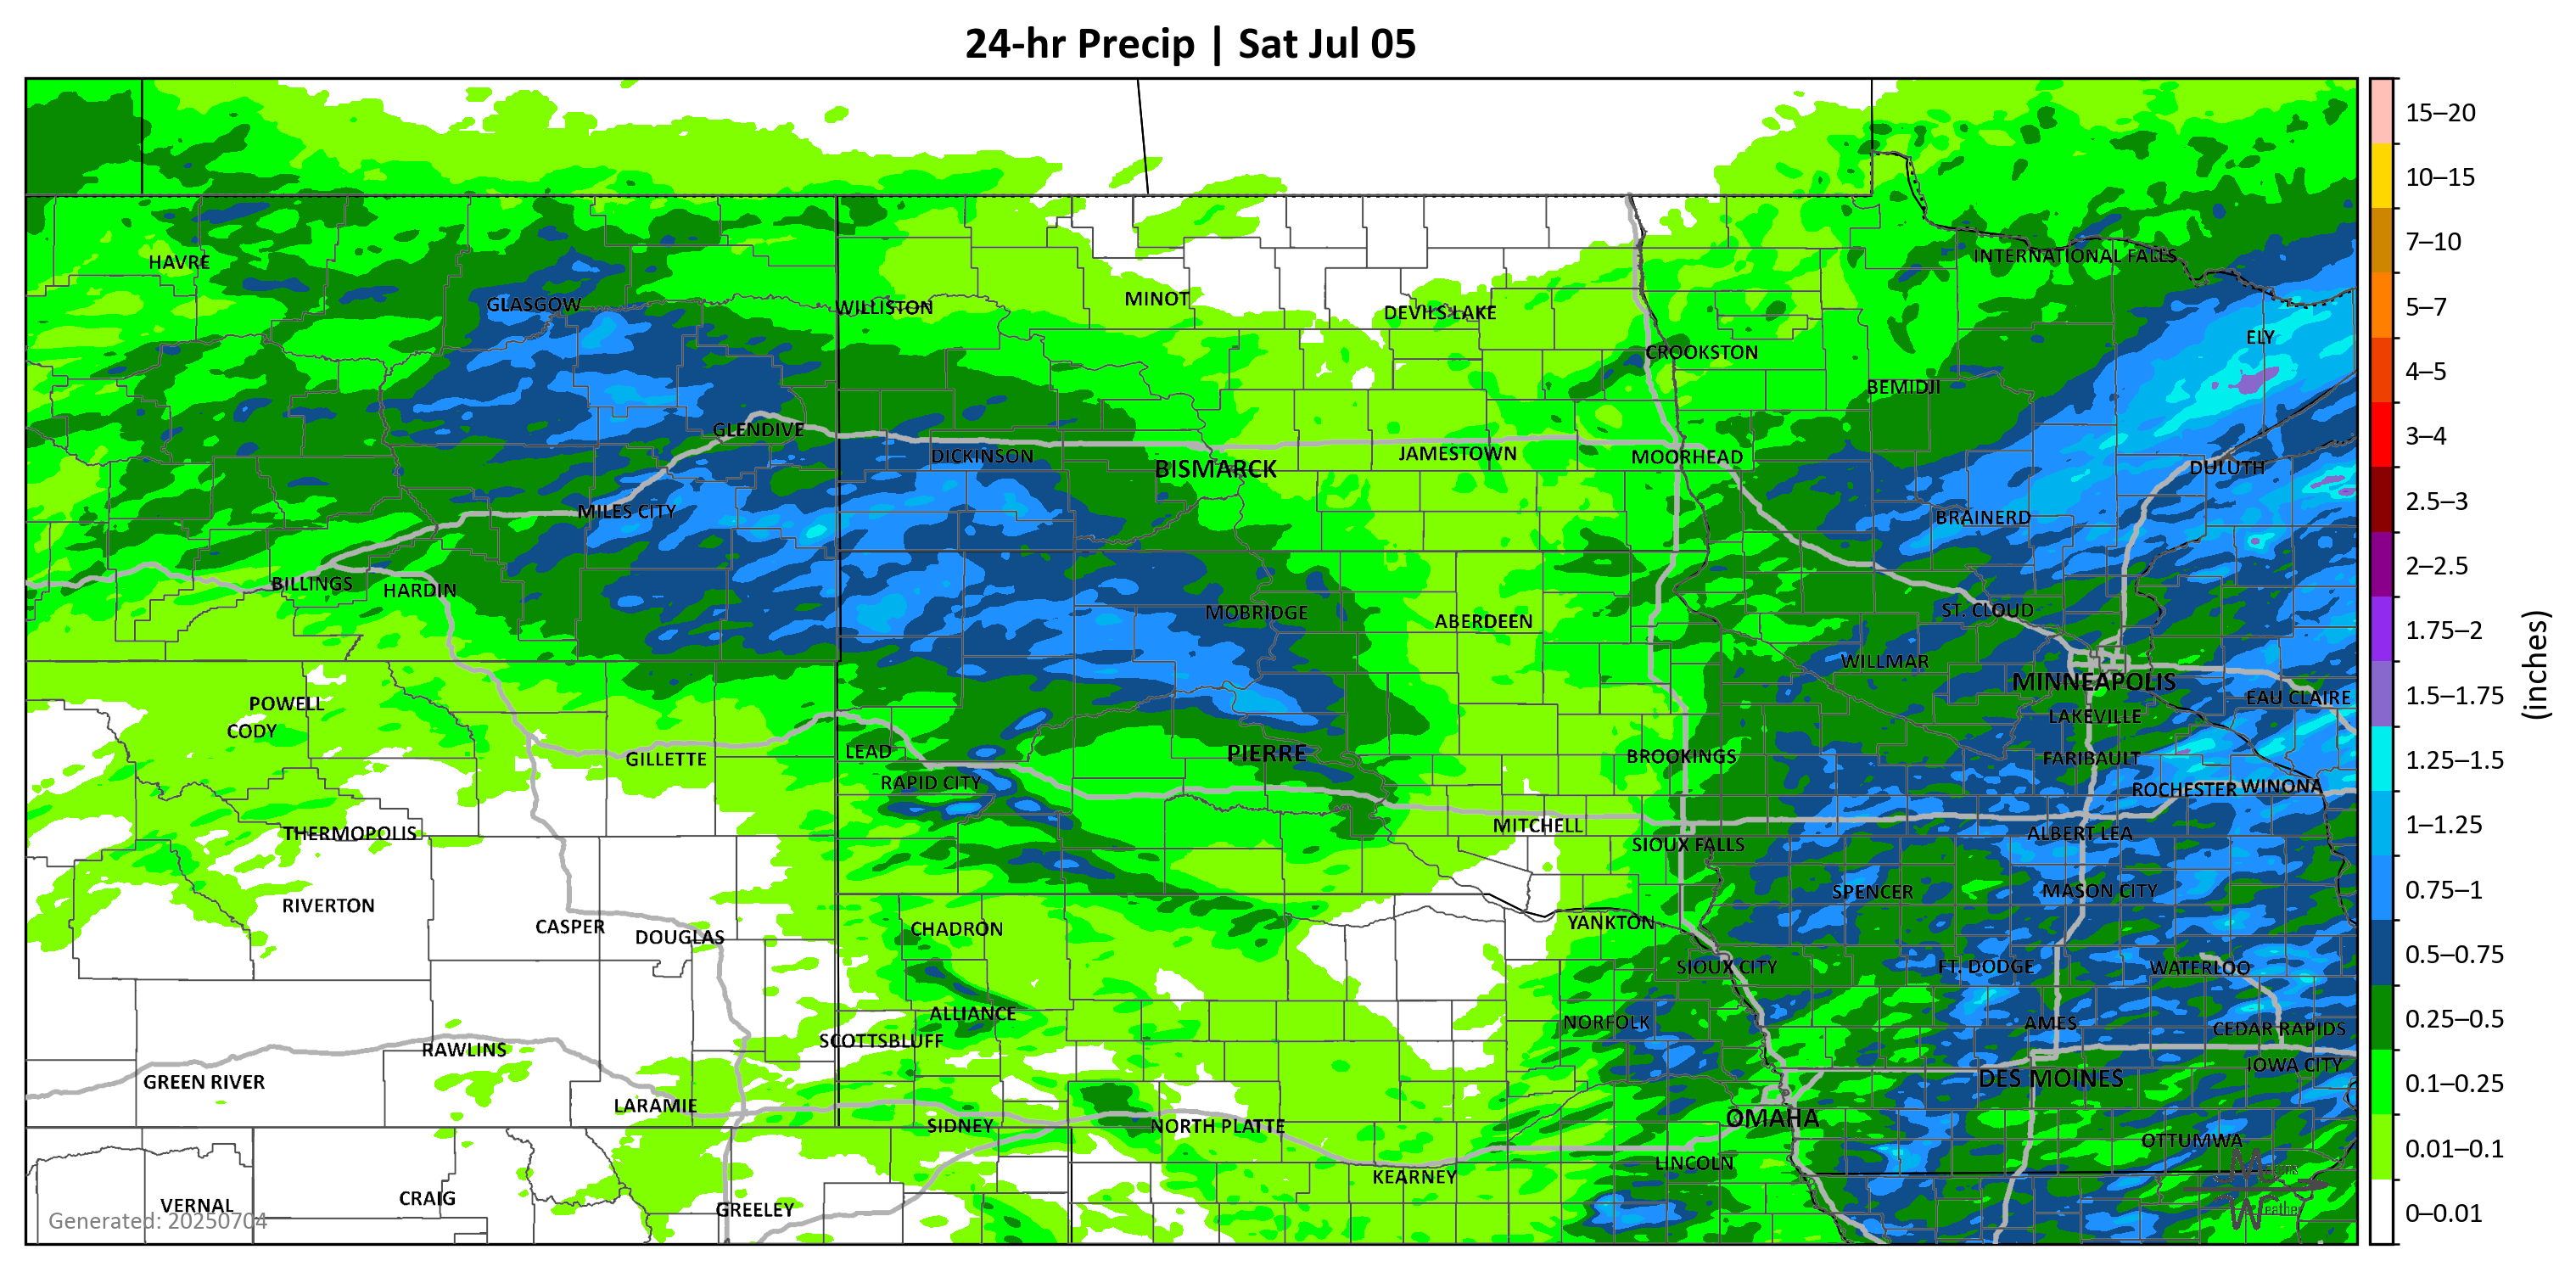 24-hr Precip | Sat Jul 05
15–20
10–15
7–10
INTERNATIONAL FALLS
HAVRE
5–7
MINOT
GLASGOW
WILLISTON
DEVILS LAKE
ELY
CROOKSTON
4–5
BEMIDJI
GLENDIVE
3–4
DICKINSON
JAMESTOWN
MOORHEAD
BISMARCK
DULUTH
2.5–3
MILES CITY
BRAINERD
2–2.5
BILLINGS
HARDIN
MOBRIDGE
ABERDEEN
ST. CLOUD
1.75–2
WILLMAR
(inches)
MINNEAPOLIS
1.5–1.75
EAU CLAIRE
POWELL
LAKEVILLE
CODY
LEAD
PIERRE
BROOKINGS
GILLETTE
FARIBAULT
1.25–1.5
RAPID CITY
ROCHESTER
WINONA
1–1.25
MITCHELL
THERMOPOLIS
ALBERT LEA
SIOUX FALLS
0.75–1
SPENCER
MASON CITY
RIVERTON
CASPER
CHADRON
YANKTON
DOUGLAS
0.5–0.75
SIOUX CITY
FT. DODGE
WATERLOO
ALLIANCE
0.25–0.5
NORFOLK
AMES
CEDAR RAPIDS
SCOTTSBLUFF
RAWLINS
IOWA CITY
GREEN RIVER
DES MOINES
0.1–0.25
LARAMIE
OMAHA
SIDNEY
NORTH PLATTE
OTTUMWA
0.01–0.1
LINCOLN
KEARNEY
VERNAL
CRAIG
GREELEY
Generated: 20250704
0–0.01